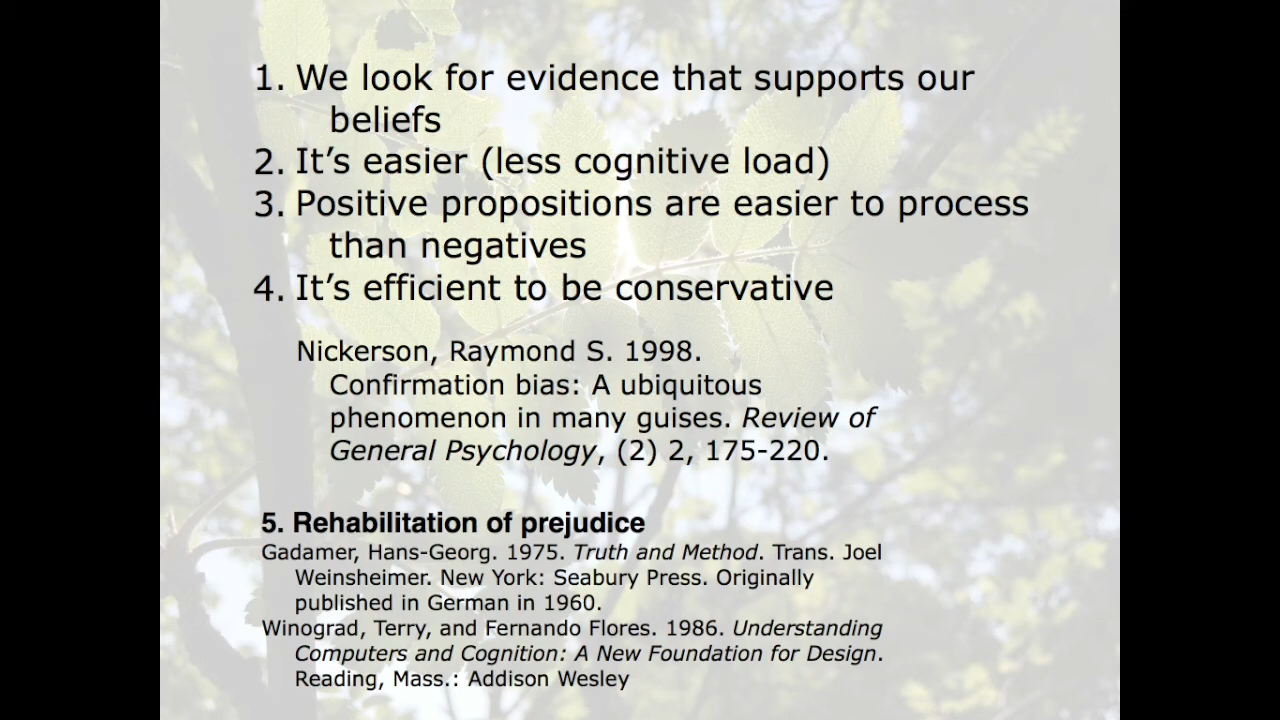 1. We look for evidence that supports our
beliefs
2. It’s easier (less cognitive load)
3. Positive propositions are easier to process
than negatives
4. It’s efficient to be conservative
Nickerson, Raymond S. 1998.
Confirmation bias: A ubiquitous
phenomenon in many guises. Review of
General Psychology, (2) 2, 175-220.
5. Rehabilitation of prejudice
Gadamer, Hans-Georg. 1975. Truth and Method. Trans. Joel
Weinsheimer. New York: Seabury Press. Originally
published in German in 1960.
Winograd, Terry, and Fernando Flores. 1986. Understanding
Computers and Cognition: A New Foundation for Design.
Reading, Mass.: Addison Wesley